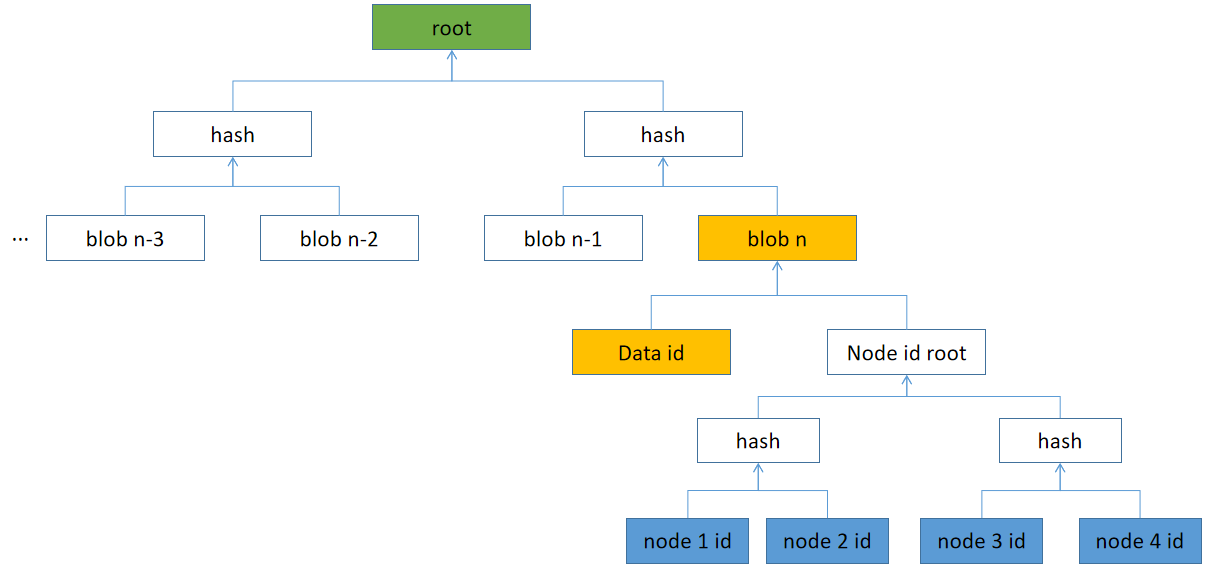 root
hash
hash
...
blob n-3
blob n-2
blob n-1
blob n
Data id
Node id root
hash
hash
node 1 id
node 2 id
node 3 id
node 4 id